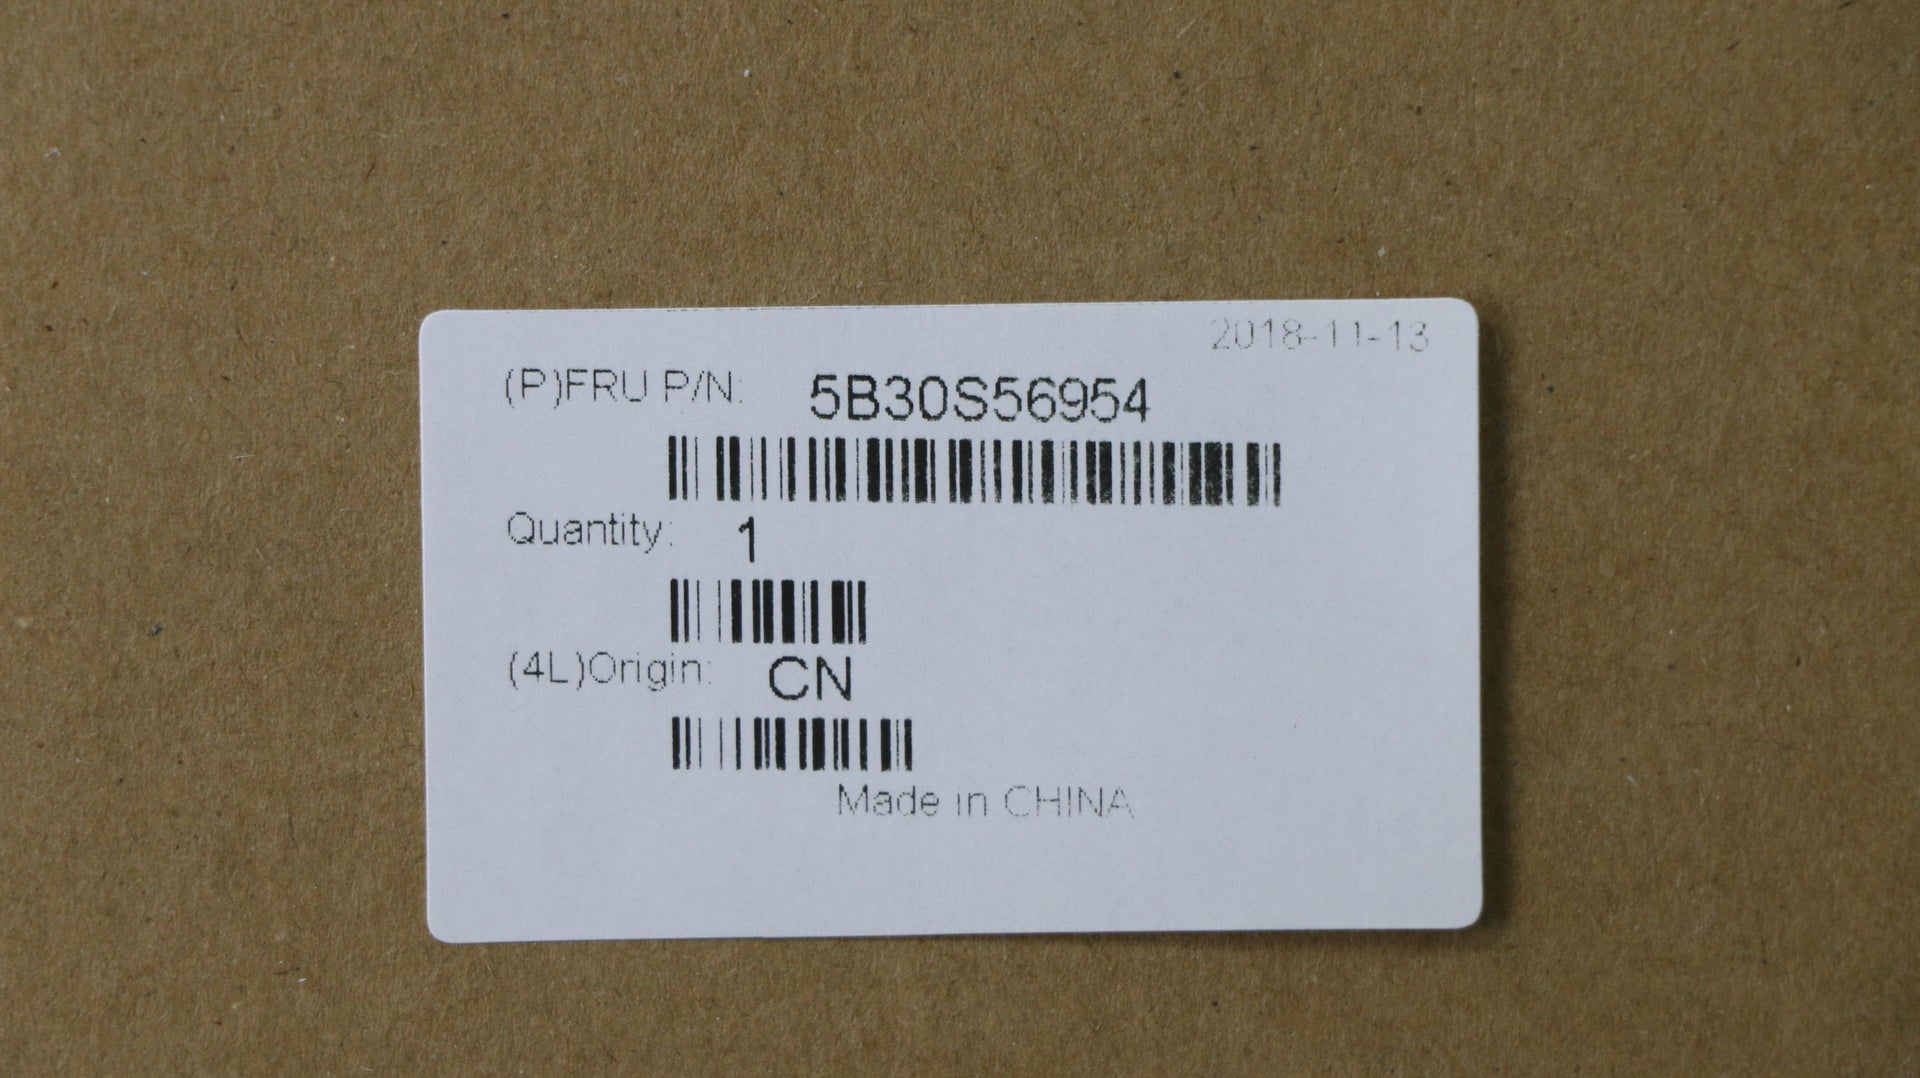 2018-11-13
(P)FRU P/N: 5B30S56954
Quantity: 1
(4L)Origin: CN
Made in CHINA